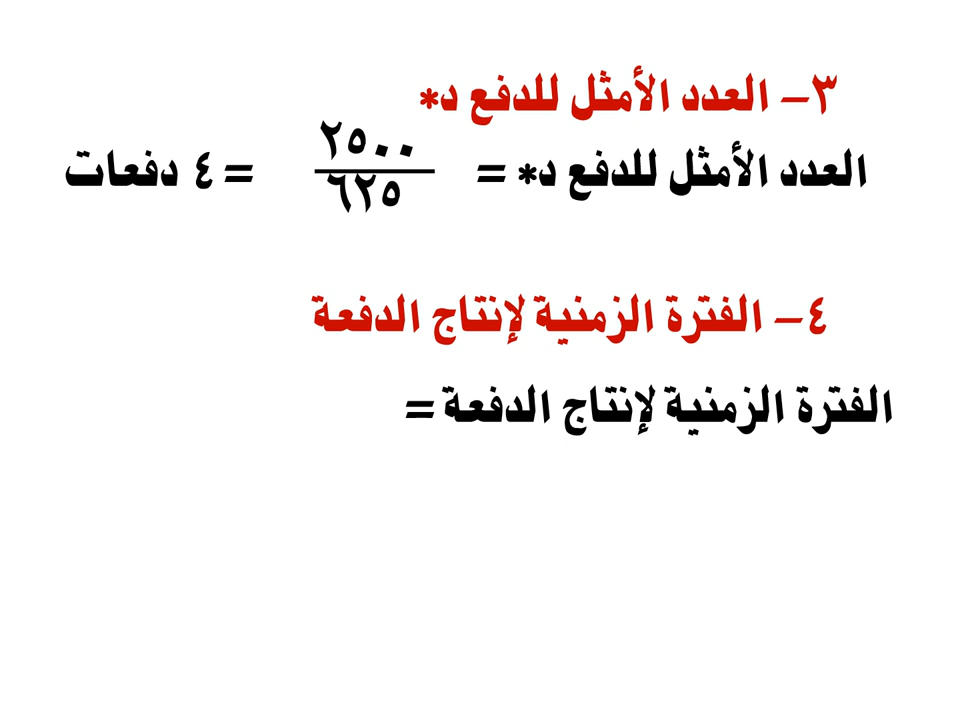 ٣- العدد الأمثل للدفع د*
العدد الأمثل للدفع د* = ٢٥٠٠ / ٦٢٥ = ٤ دفعات
٤- الفترة الزمنية لإنتاج الدفعة
الفترة الزمنية لإنتاج الدفعة =